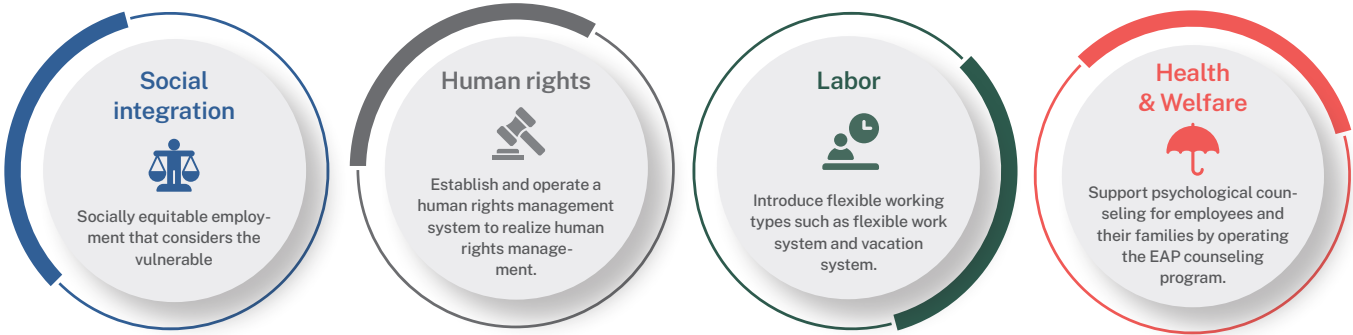 Social
integration
Socially equitable employ-
ment that considers the
vulnerable
Human rights
Establish and operate a
human rights management
system to realize human
rights manage-
ment.
Labor
Introduce flexible working
types such as flexible work
system and vacation
system.
Health
& Welfare
Support psychological coun-
seling for employees and
their families by operating
the EAP counseling
program.